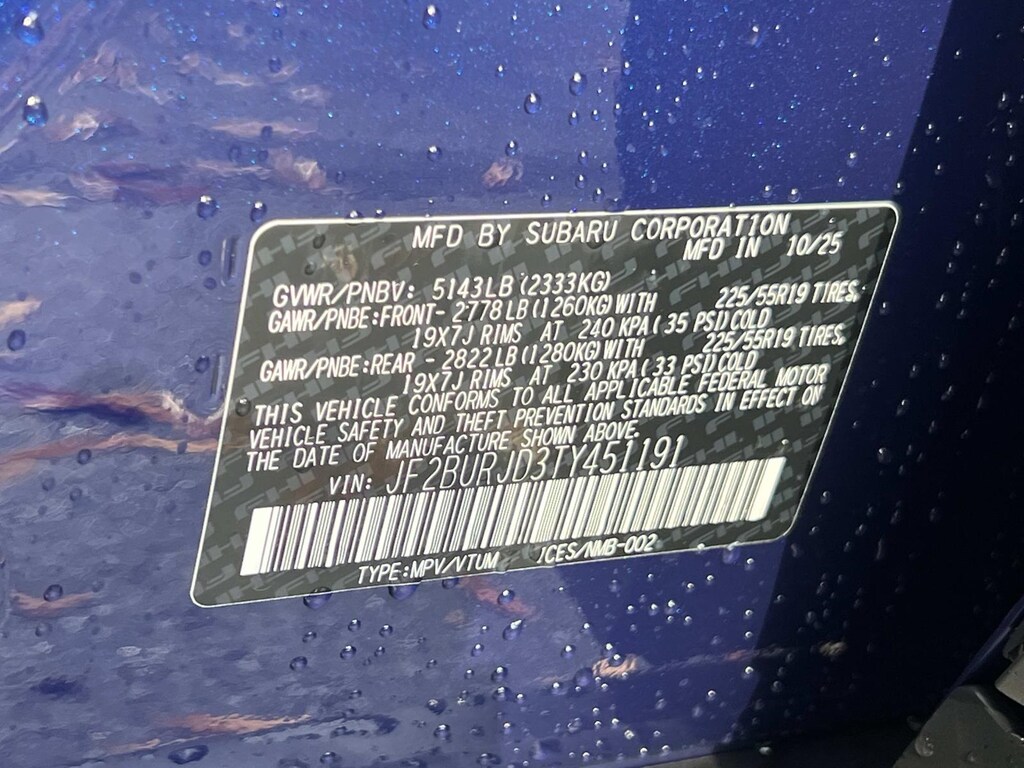 MFD BY SUBARU CORPORATION
MFD IN 10/25
GVWR/PNBV: 5143LB(2333KG)
GAWR/PNBE:FRONT- 2778LB(1260KG)WITH 225/55R19 TIRES,
19X7J RIMS AT 240 KPA( 35 PSI)COLD
GAWR/PNBE:REAR - 2822LB(1280KG)WITH 225/55R19 TIRES,
19X7J RIMS AT 230 KPA( 33 PSI)COLD
THIS VEHICLE CONFORMS TO ALL APPLICABLE FEDERAL MOTOR
VEHICLE SAFETY AND THEFT PREVENTION STANDARDS IN EFFECT ON
THE DATE OF MANUFACTURE SHOWN ABOVE.
VIN: JF2BURJD3TY451191
TYPE:MPV/VTUM ICES/NMB-002